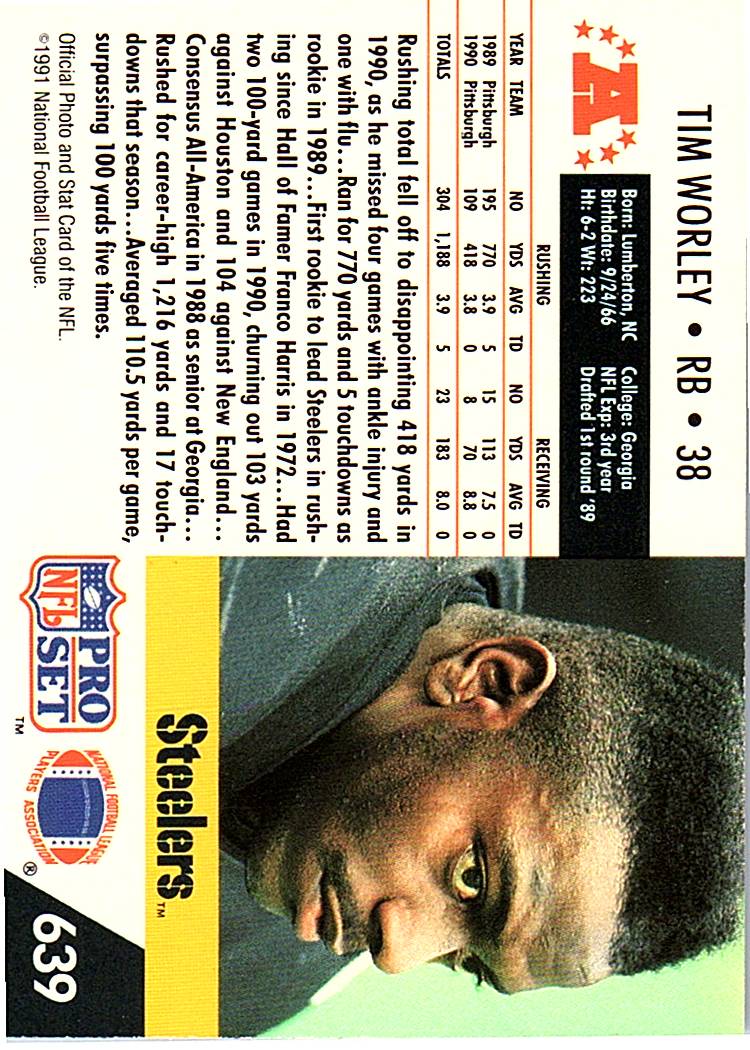 TIM WORLEY • RB • 38
A
Born: Lumberton, NC College: Georgia
Birthdate: 9/24/66 NFL Exp: 3rd year
Ht: 6-2 Wt: 223 Drafted 1st round '89
RUSHING RECEIVING
YEAR TEAM NO YDS AVG TD NO YDS AVG TD
1989 Pittsburgh 195 770 3.9 5 15 113 7.5 0
1990 Pittsburgh 109 418 3.8 0 8 70 8.8 0
TOTALS 304 1,188 3.9 5 23 183 8.0 0
Rushing total fell off to disappointing 418 yards in
1990, as he missed four games with ankle injury and
one with flu...Ran for 770 yards and 5 touchdowns as
rookie in 1989...First rookie to lead Steelers in rush-
ing since Hall of Famer Franco Harris in 1972...Had
two 100-yard games in 1990, churning out 103 yards
against Houston and 104 against New England...
Consensus All-America in 1988 as senior at Georgia...
Rushed for career-high 1,216 yards and 17 touch-
downs that season...Averaged 110.5 yards per game,
surpassing 100 yards five times.
Official Photo and Stat Card of the NFL.
©1991 National Football League.
Steelers™
PRO SET™
NFL
NATIONAL FOOTBALL LEAGUE
PLAYERS ASSOCIATION®
639